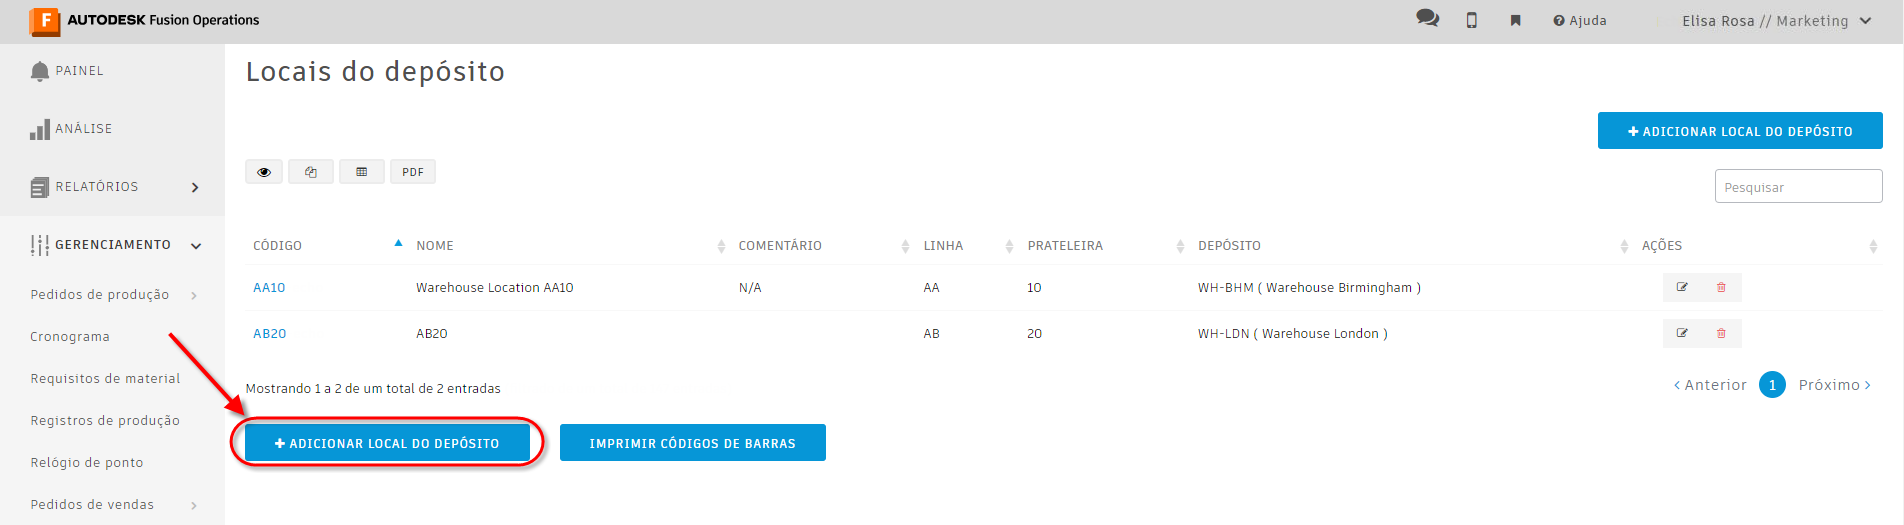 F AUTODESK Fusion Operations
Ajuda
Elisa Rosa // Marketing
PAINEL
ANÁLISE
RELATÓRIOS
GERENCIAMENTO
Pedidos de produção
Cronograma
Requisitos de material
Registros de produção
Relógio de ponto
Pedidos de vendas
Locais do depósito
+ ADICIONAR LOCAL DO DEPÓSITO
PDF
Pesquisar
CÓDIGO NOME COMENTÁRIO LINHA PRATELEIRA DEPÓSITO AÇÕES
AA10 Warehouse Location AA10 N/A AA 10 WH-BHM ( Warehouse Birmingham )
AB20 AB20 AB 20 WH-LDN ( Warehouse London )
Mostrando 1 a 2 de um total de 2 entradas
‹ Anterior 1 Próximo ›
+ ADICIONAR LOCAL DO DEPÓSITO
IMPRIMIR CÓDIGOS DE BARRAS